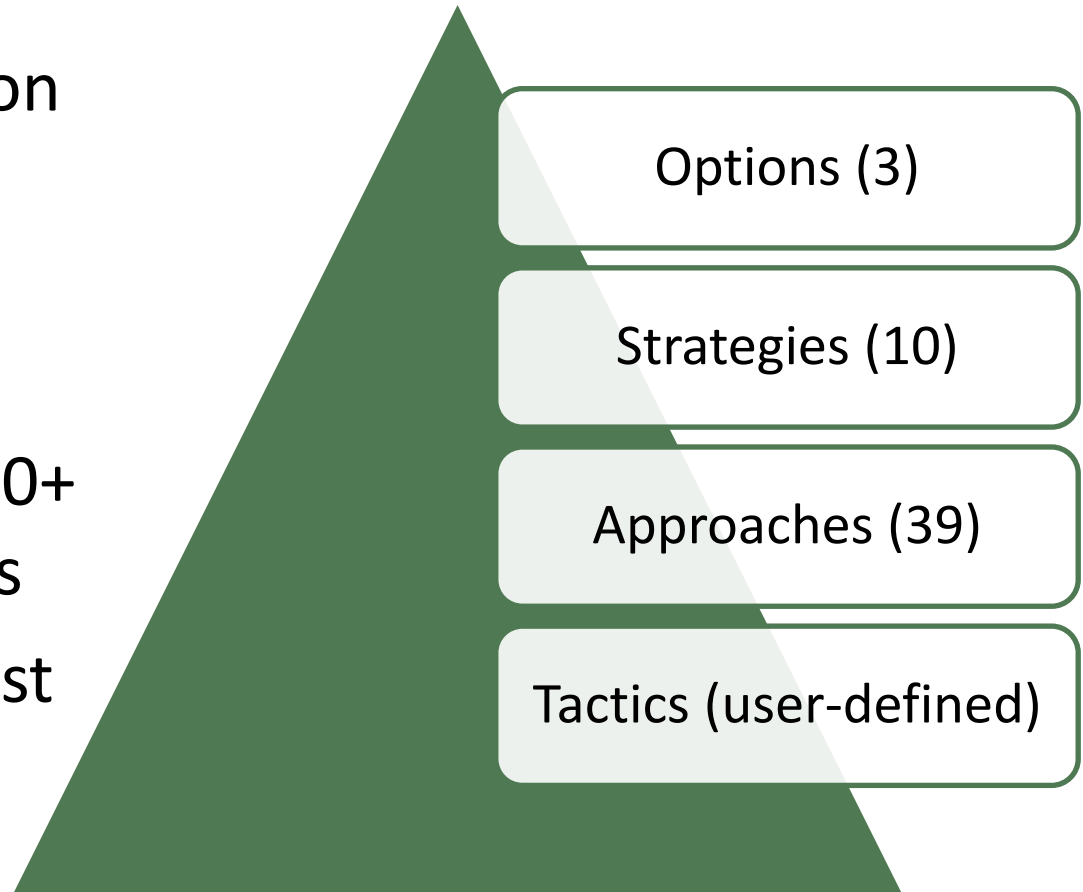 on
Options (3)
Strategies (10)
0+
Approaches (39)
s
st
Tactics (user-defined)